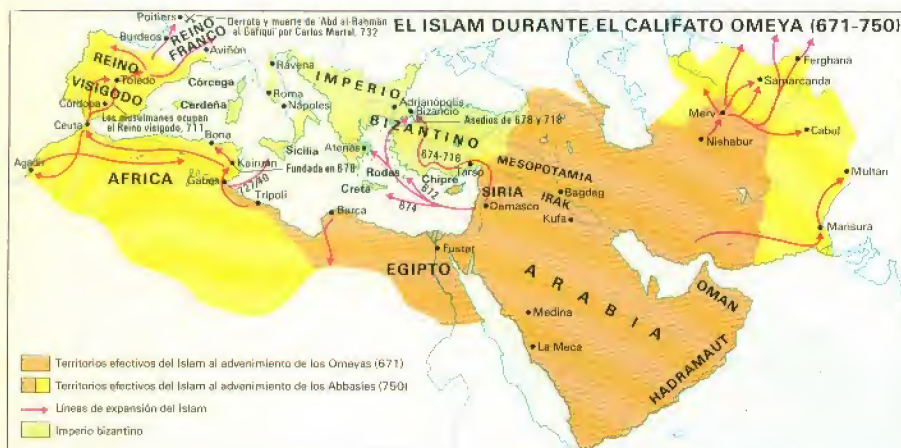 EL ISLAM DURANTE EL CALIFATO OMEYA (671-750)
Poitiers
Derrota y muerte de 'Abd al-Rahmān
al Gāfiqī por Carlos Martel, 732
REINO
FRANCO
Burdeos
Aviñón
REINO
VISIGODO
Toledo
Córdoba
Los musulmanes ocupan
el Reino visigodo, 711
Ceuta
Agadir
AFRICA
Córcega
Cerdeña
Rávena
Roma
Nápoles
Bona
Sicilia
Kairuán
Fundada en 670
Gabes
727/40
Trípoli
IMPERIO
BIZANTINO
Adrianópolis
Bizancio
Asedios de 678 y 718
Atenas
674-716
Tarso
Rodas
Chipre
672
Creta
674
Barca
Fustat
EGIPTO
MESOPOTAMIA
SIRIA
Damasco
IRAK
Bagdag
Kufa
ARABIA
Medina
La Meca
OMAN
HADRAMAUT
Ferghana
Samarcanda
Merv
Nishabur
Cabul
Multán
Mansura
Territorios efectivos del Islam al advenimiento de los Omeyas (671)
Territorios efectivos del Islam al advenimiento de los Abbasíes (750)
Líneas de expansión del Islam
Imperio bizantino